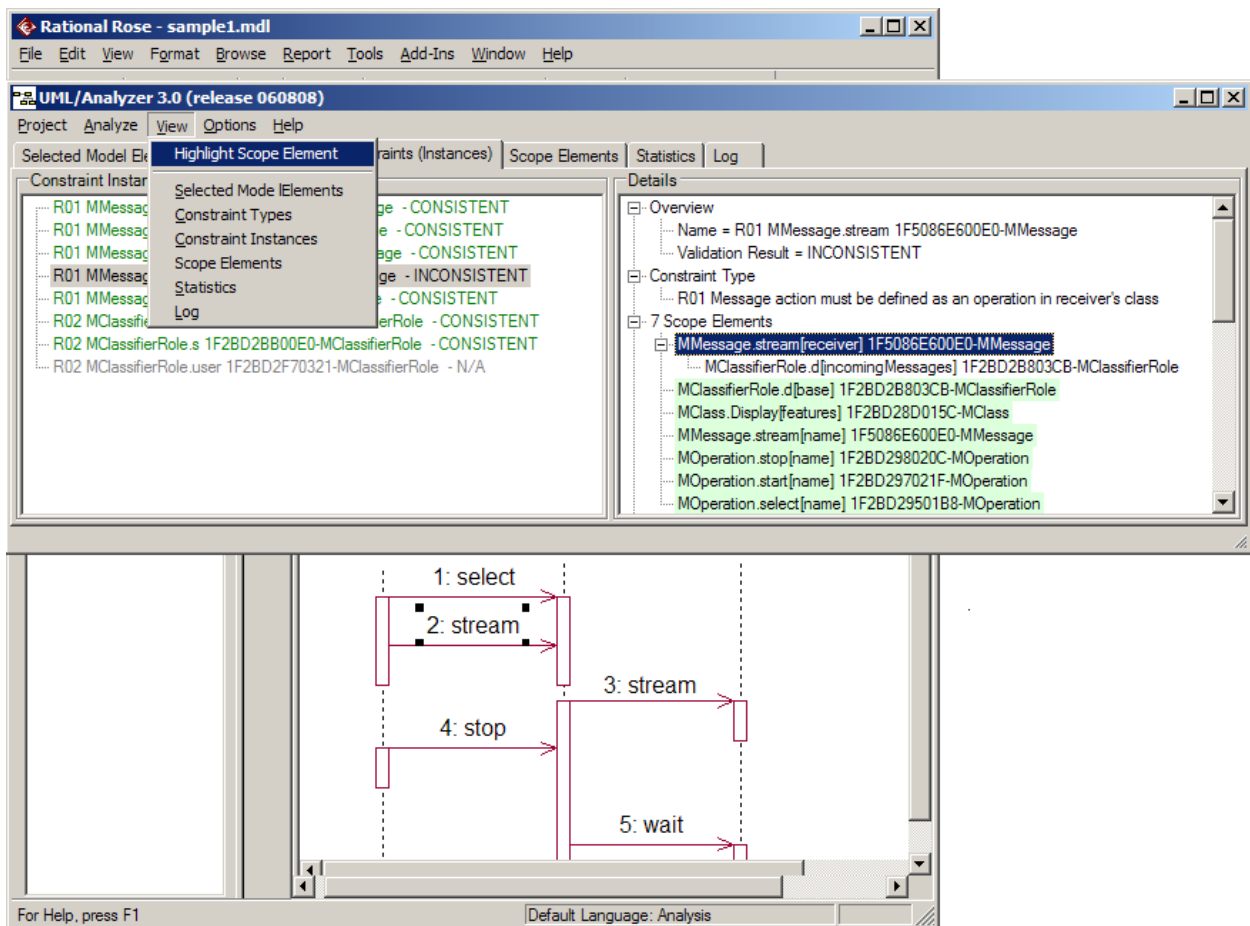 Rational Rose - sample1.mdl
File Edit View Format Browse Report Tools Add-Ins Window Help
UML/Analyzer 3.0 (release 060808)
Project Analyze View Options Help
Selected Model Ele
raints (Instances) Scope Elements Statistics Log
Highlight Scope Element
Selected Mode lElements
Constraint Types
Constraint Instances
Scope Elements
Statistics
Log
Constraint Instar
R01 MMessag ge - CONSISTENT
R01 MMessag e - CONSISTENT
R01 MMessag age - CONSISTENT
R01 MMessag ge - INCONSISTENT
R01 MMessag e - CONSISTENT
R02 MClassifie erRole - CONSISTENT
R02 MClassifierRole.s 1F2BD2BB00E0-MClassifierRole - CONSISTENT
R02 MClassifierRole.user 1F2BD2F70321-MClassifierRole - N/A
Details
Overview
Name = R01 MMessage.stream 1F5086E600E0-MMessage
Validation Result = INCONSISTENT
Constraint Type
R01 Message action must be defined as an operation in receiver's class
7 Scope Elements
MMessage.stream[receiver] 1F5086E600E0-MMessage
MClassifierRole.d[incomingMessages] 1F2BD2B803CB-MClassifierRole
MClassifierRole.d[base] 1F2BD2B803CB-MClassifierRole
MClass.Display[features] 1F2BD28D015C-MClass
MMessage.stream[name] 1F5086E600E0-MMessage
MOperation.stop[name] 1F2BD298020C-MOperation
MOperation.start[name] 1F2BD297021F-MOperation
MOperation.select[name] 1F2BD29501B8-MOperation
1: select
2: stream
3: stream
4: stop
5: wait
For Help, press F1
Default Language: Analysis